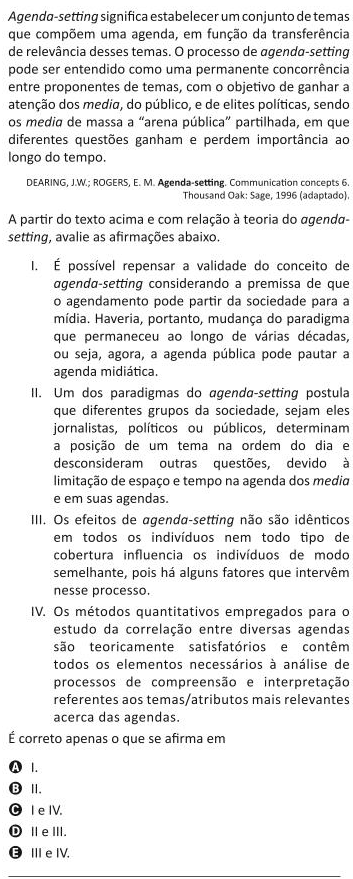 Agenda-setting significa estabelecer um conjunto de temas
que compõem uma agenda, em função da transferência
de relevância desses temas. O processo de agenda-setting
pode ser entendido como uma permanente concorrência
entre proponentes de temas, com o objetivo de ganhar a
atenção dos media, do público, e de elites políticas, sendo
os media de massa a “arena pública” partilhada, em que
diferentes questões ganham e perdem importância ao
longo do tempo.
DEARING, J.W.; ROGERS, E. M. Agenda-setting. Communication concepts 6.
Thousand Oak: Sage, 1996 (adaptado).
A partir do texto acima e com relação à teoria do agenda-
setting, avalie as afirmações abaixo.
I. É possível repensar a validade do conceito de
agenda-setting considerando a premissa de que
o agendamento pode partir da sociedade para a
mídia. Haveria, portanto, mudança do paradigma
que permaneceu ao longo de várias décadas,
ou seja, agora, a agenda pública pode pautar a
agenda midiática.
II. Um dos paradigmas do agenda-setting postula
que diferentes grupos da sociedade, sejam eles
jornalistas, políticos ou públicos, determinam
a posição de um tema na ordem do dia e
desconsideram outras questões, devido à
limitação de espaço e tempo na agenda dos media
e em suas agendas.
III. Os efeitos de agenda-setting não são idênticos
em todos os indivíduos nem todo tipo de
cobertura influencia os indivíduos de modo
semelhante, pois há alguns fatores que intervêm
nesse processo.
IV. Os métodos quantitativos empregados para o
estudo da correlação entre diversas agendas
são teoricamente satisfatórios e contêm
todos os elementos necessários à análise de
processos de compreensão e interpretação
referentes aos temas/atributos mais relevantes
acerca das agendas.
É correto apenas o que se afirma em
A I.
B II.
C I e IV.
D II e III.
E III e IV.